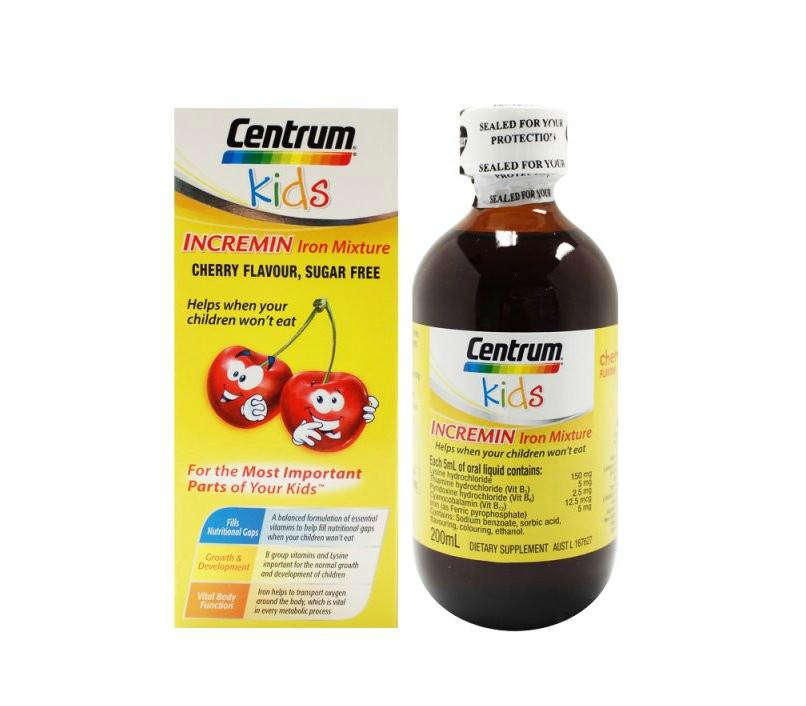 Centrum
kids
INCREMIN Iron Mixture
CHERRY FLAVOUR, SUGAR FREE
Helps when your
children won't eat
For the Most Important
Parts of Your Kids™
Fills
Nutritional Gaps
A balanced formulation of essential
vitamins to help fill nutritional gaps
when your children won't eat
Growth &
Development
B group vitamins and Lysine
important for the normal growth
and development of children
Vital Body
Function
Iron helps to transport oxygen
around the body, which is vital
in every metabolic process
SEALED FOR YOUR
PROTECTION
SEALED FOR YOUR
SEALED FOR YOUR
Centrum
kids
INCREMIN Iron Mixture
Helps when your children won't eat
Each 5mL of oral liquid contains:
Lysine hydrochloride 150 mg
Thiamine hydrochloride (Vit B1) 5 mg
Pyridoxine hydrochloride (Vit B6) 2.5 mg
Cyanocobalamin (Vit B12) 12.5 mcg
Iron (as Ferric pyrophosphate) 5 mg
Contains: Sodium benzoate, sorbic acid,
flavouring, colouring, ethanol.
200mL DIETARY SUPPLEMENT AUST L 167627